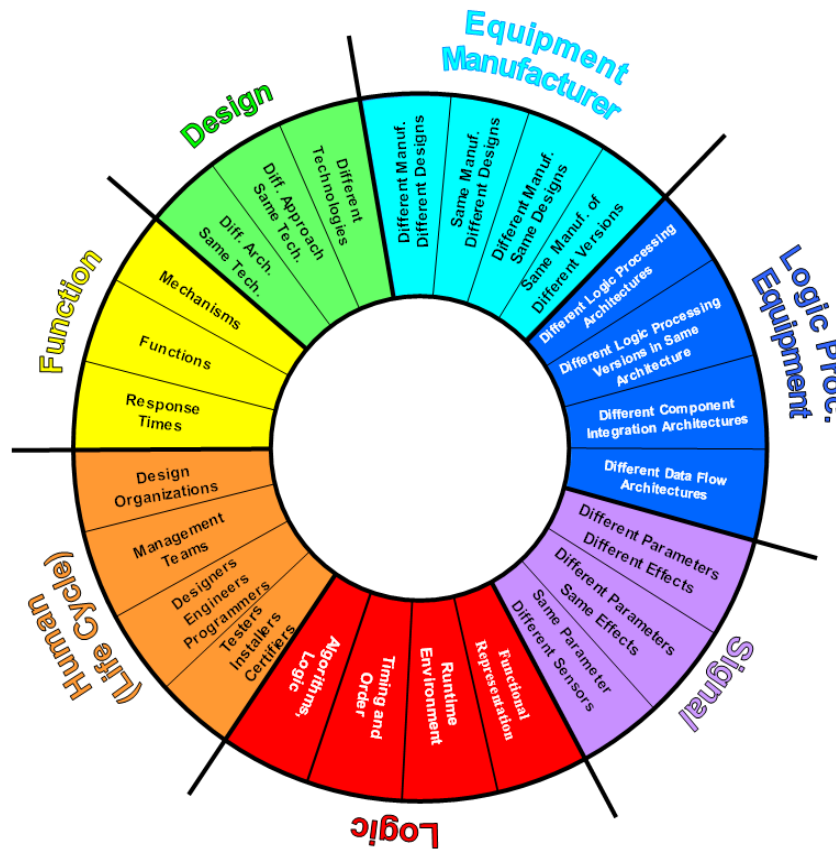 Equipment
Manufacturer
Different Manuf.
Different Designs
Same Manuf.
Different Designs
Different Manuf.
Same Designs
Same Manuf. of
Different Versions
Logic Proc.
Equipment
Different Logic Processing
Architectures
Different Logic Processing
Versions in Same
Architecture
Different Component
Integration Architectures
Different Data Flow
Architectures
Signal
Different Parameters
Different Effects
Different Parameters
Same Effects
Same Parameter
Different Sensors
Logic
Functional
Representation
Runtime
Environment
Timing and
Order
Algorithms,
Logic
Human
(Life Cycle)
Testers
Installers
Certifiers
Designers
Engineers
Programmers
Management
Teams
Design
Organizations
Function
Response
Times
Functions
Mechanisms
Design
Diff. Arch.
Same Tech.
Diff. Approach
Same Tech.
Different
Technologies